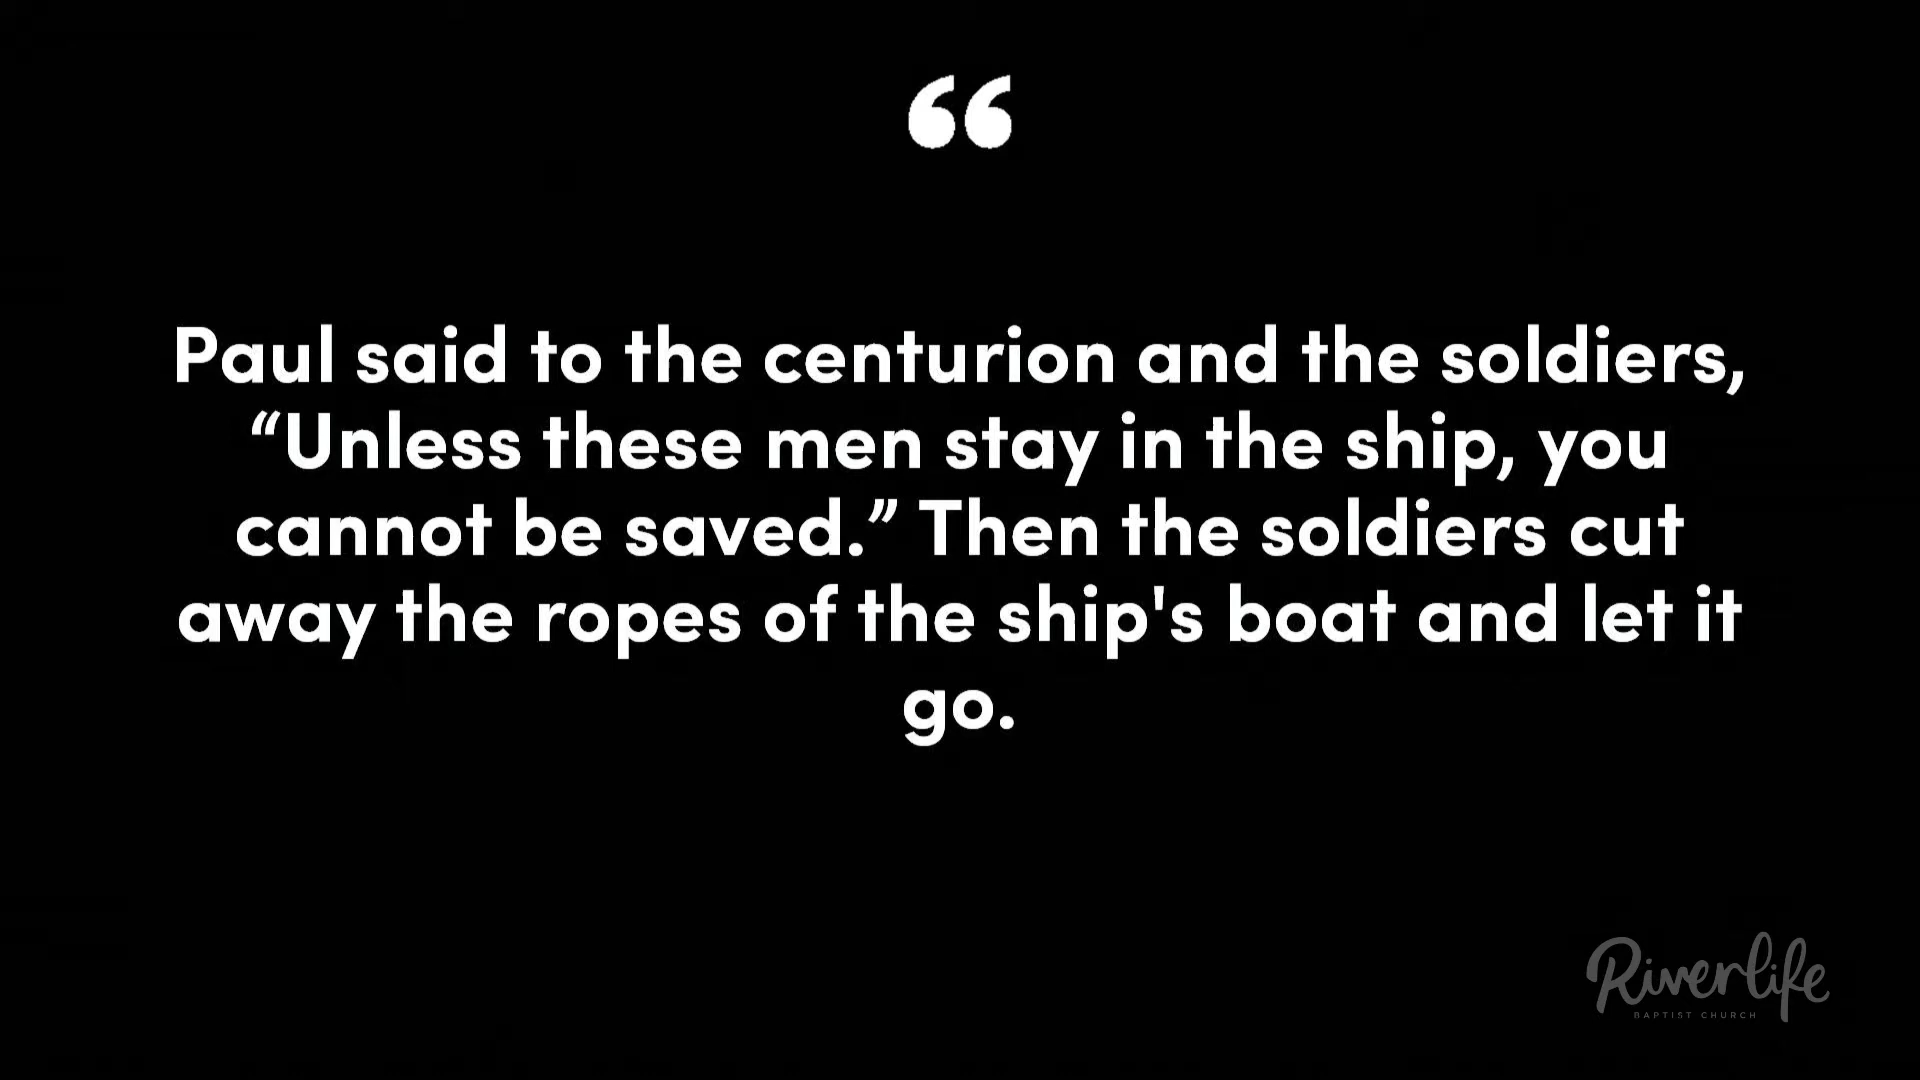 “
Paul said to the centurion and the soldiers,
“Unless these men stay in the ship, you
cannot be saved.” Then the soldiers cut
away the ropes of the ship's boat and let it
go.
Riverlife
BAPTIST CHURCH